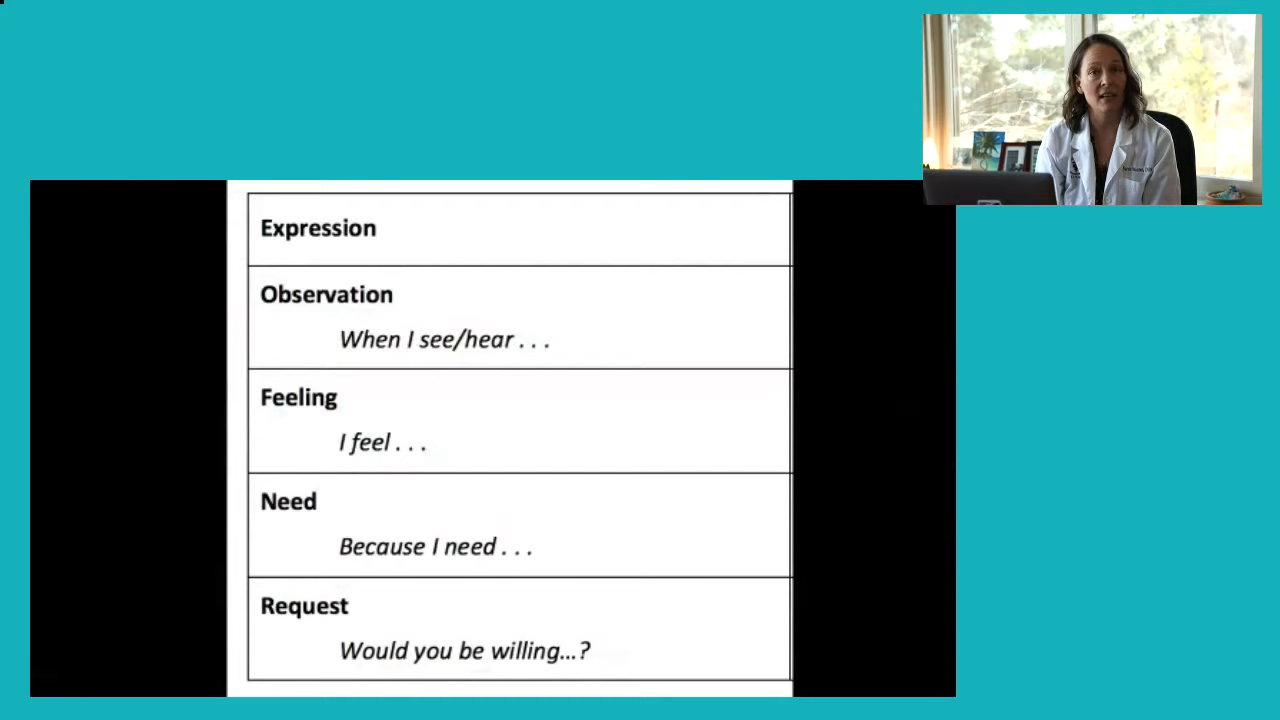 Expression
Observation
When I see/hear . . .
Feeling
I feel . . .
Need
Because I need . . .
Request
Would you be willing...?